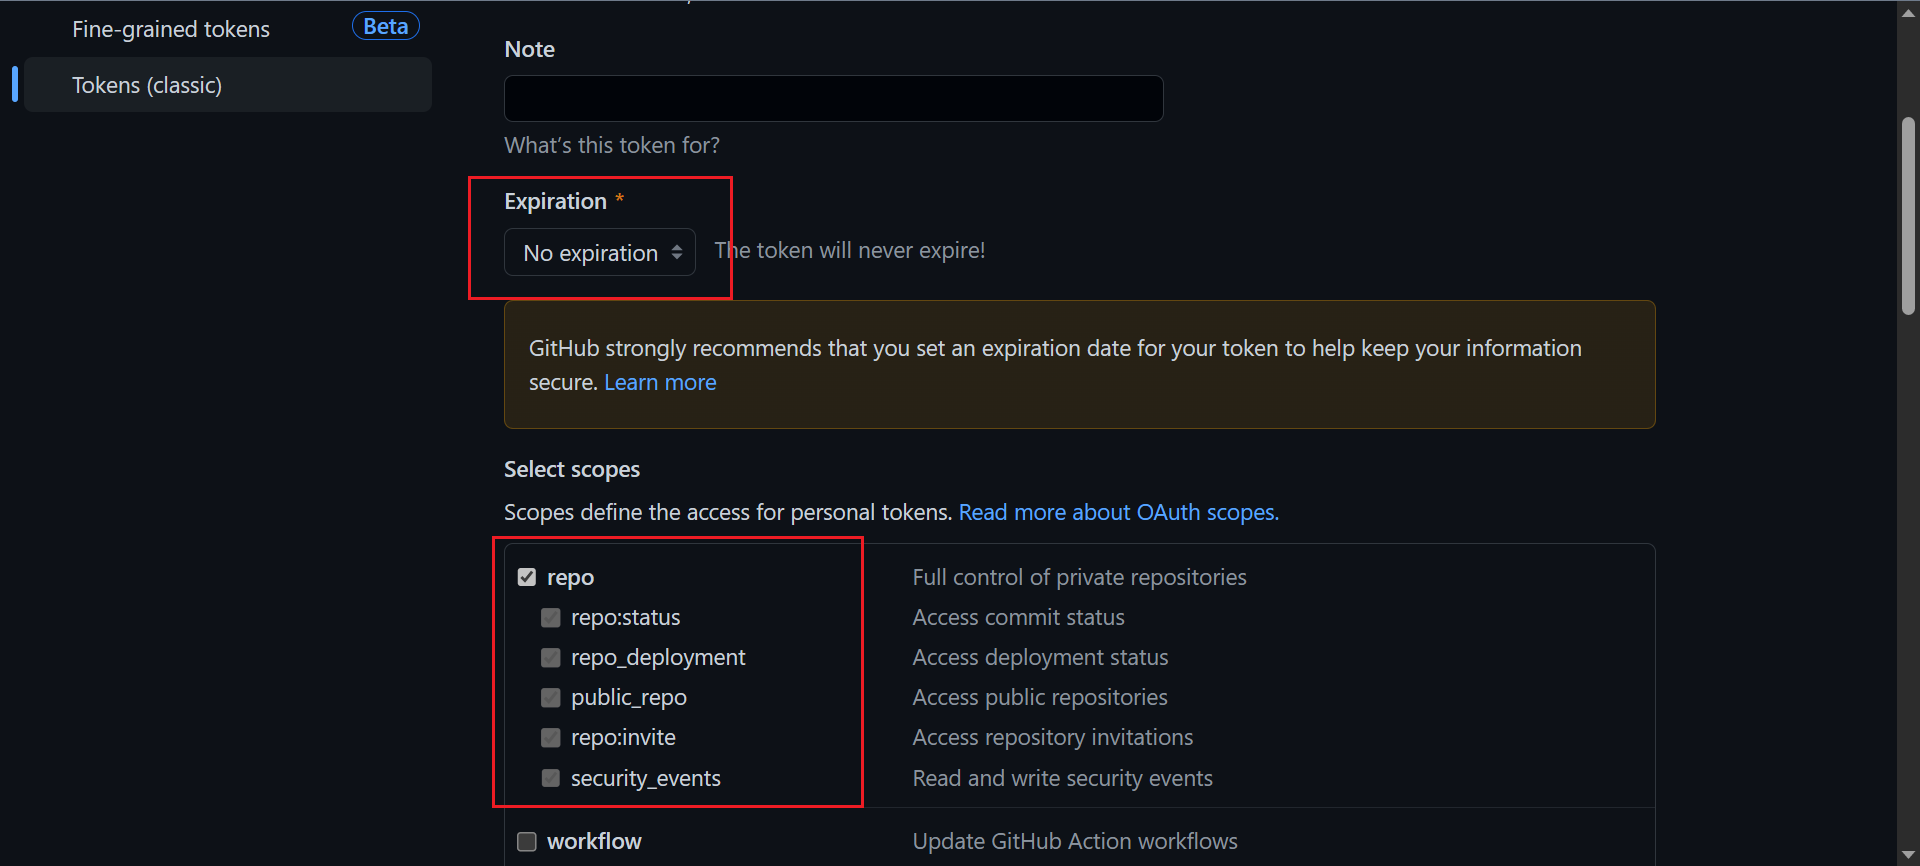 Fine-grained tokens
Beta
Tokens (classic)
Note
What's this token for?
Expiration *
No expiration
The token will never expire!
GitHub strongly recommends that you set an expiration date for your token to help keep your information
secure. Learn more
Select scopes
Scopes define the access for personal tokens. Read more about OAuth scopes.
repo Full control of private repositories
repo:status Access commit status
repo_deployment Access deployment status
public_repo Access public repositories
repo:invite Access repository invitations
security_events Read and write security events
workflow Update GitHub Action workflows